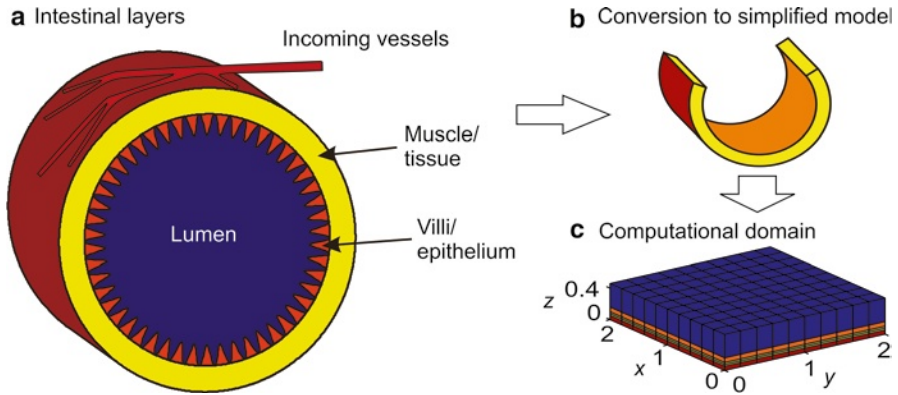 a Intestinal layers
Incoming vessels
Muscle/
tissue
Lumen
Villi/
epithelium
b Conversion to simplified model
c Computational domain
z 0.4
0
2
1
x
0 0
1
y
2